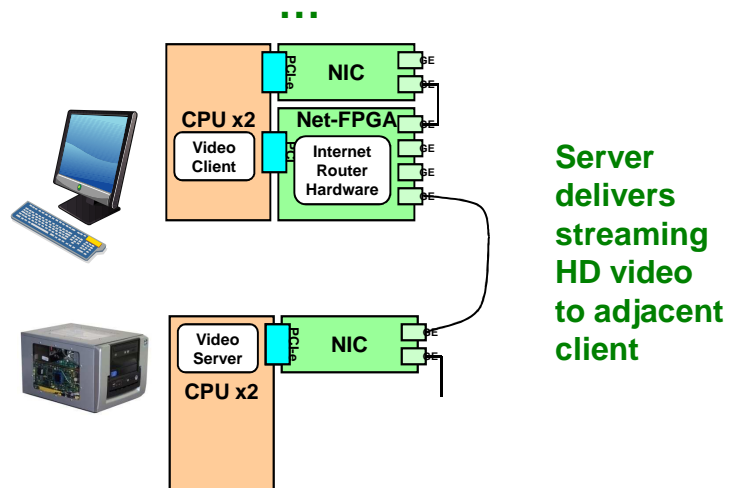 ...
PCI-e
NIC
GE
GE
CPU x2
Video
Client
PCI
Net-FPGA
Internet
Router
Hardware
GE
GE
GE
GE
Server
delivers
streaming
HD video
to adjacent
client
Video
Server
CPU x2
PCI-e
NIC
GE
GE